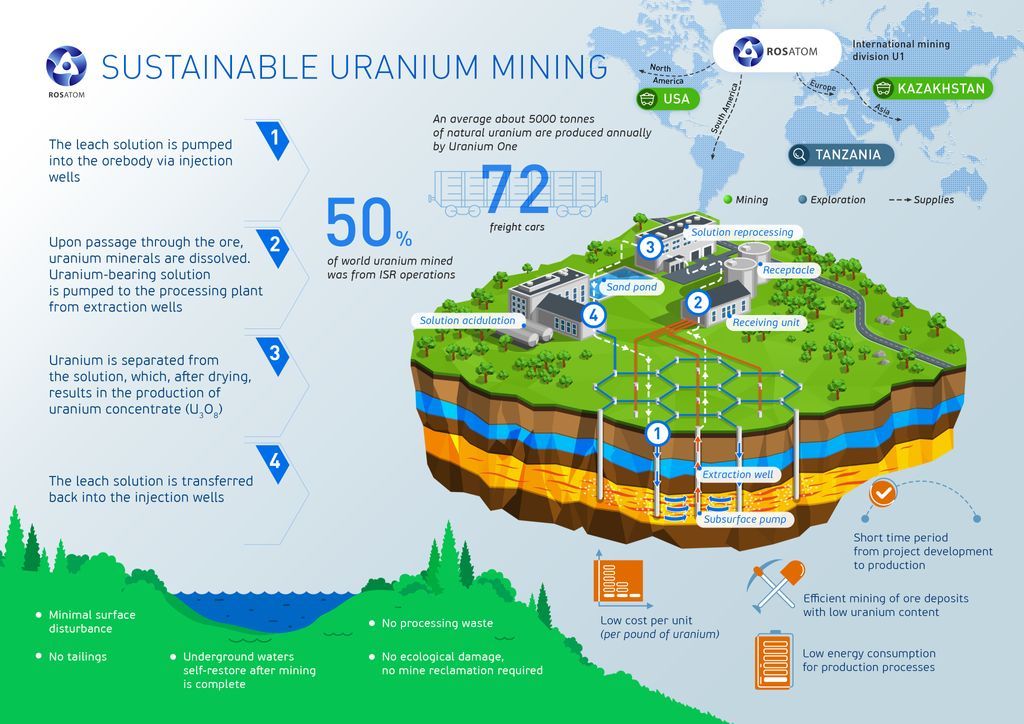 ROSATOM
SUSTAINABLE URANIUM MINING
1
The leach solution is pumped
into the orebody via injection
wells
2
Upon passage through the ore,
uranium minerals are dissolved.
Uranium-bearing solution
is pumped to the processing plant
from extraction wells
3
Uranium is separated from
the solution, which, after drying,
results in the production of
uranium concentrate (U3O8)
4
The leach solution is transferred
back into the injection wells
An average about 5000 tonnes
of natural uranium are produced annually
by Uranium One
72
freight cars
50%
of world uranium mined
was from ISR operations
ROSATOM
International mining
division U1
North
America
USA
South America
Europe
Asia
KAZAKHSTAN
TANZANIA
Mining
Exploration
Supplies
3
Solution reprocessing
Receptacle
Sand pond
2
4
Solution acidulation
Receiving unit
1
Extraction well
Subsurface pump
Short time period
from project development
to production
Low cost per unit
(per pound of uranium)
Efficient mining of ore deposits
with low uranium content
Low energy consumption
for production processes
Minimal surface
disturbance
No tailings
Underground waters
self-restore after mining
is complete
No processing waste
No ecological damage,
no mine reclamation required